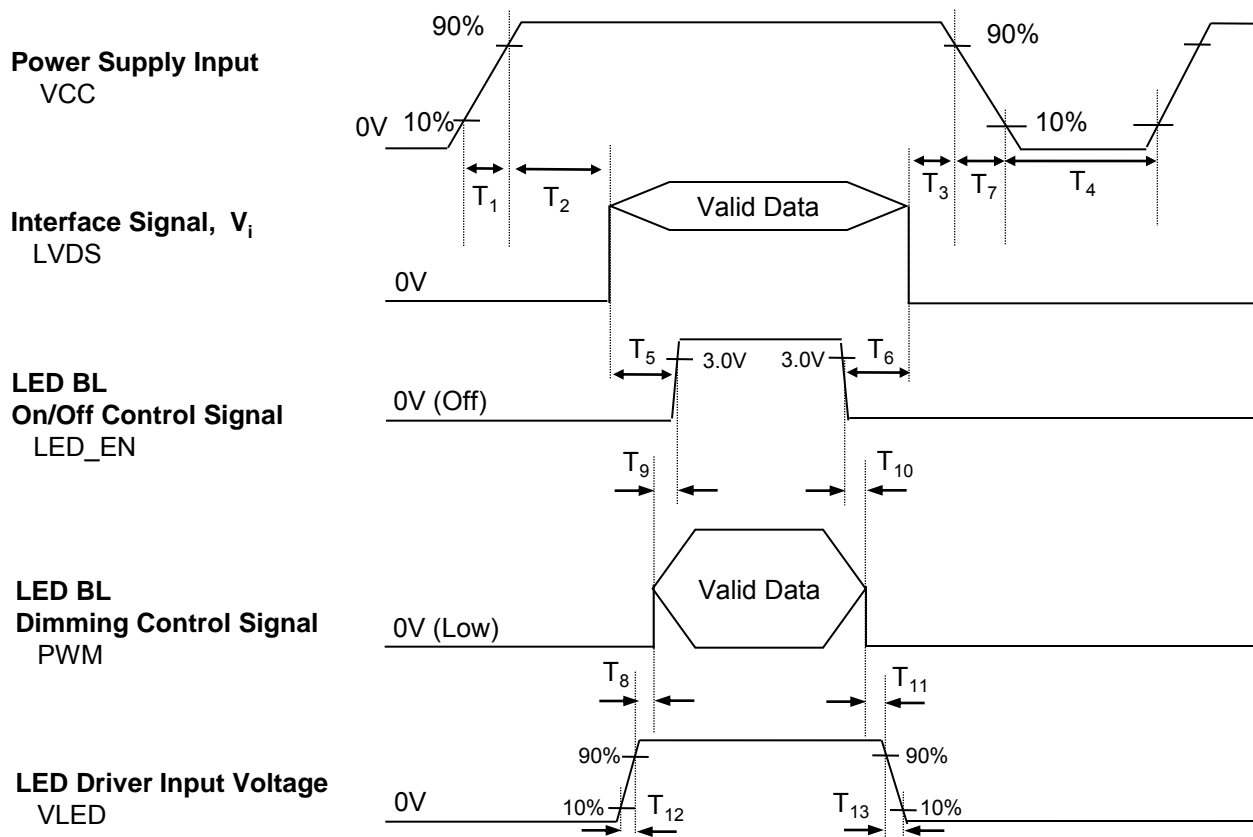 90%
90%
Power Supply Input
VCC
0V
10%
10%
T1
T2
T3
T7
T4
Interface Signal, Vi
LVDS
Valid Data
0V
T5
3.0V
3.0V
T6
LED BL
On/Off Control Signal
LED_EN
0V (Off)
T9
T10
LED BL
Dimming Control Signal
PWM
Valid Data
0V (Low)
T8
T11
LED Driver Input Voltage
VLED
90%
90%
0V
10%
T12
T13
10%